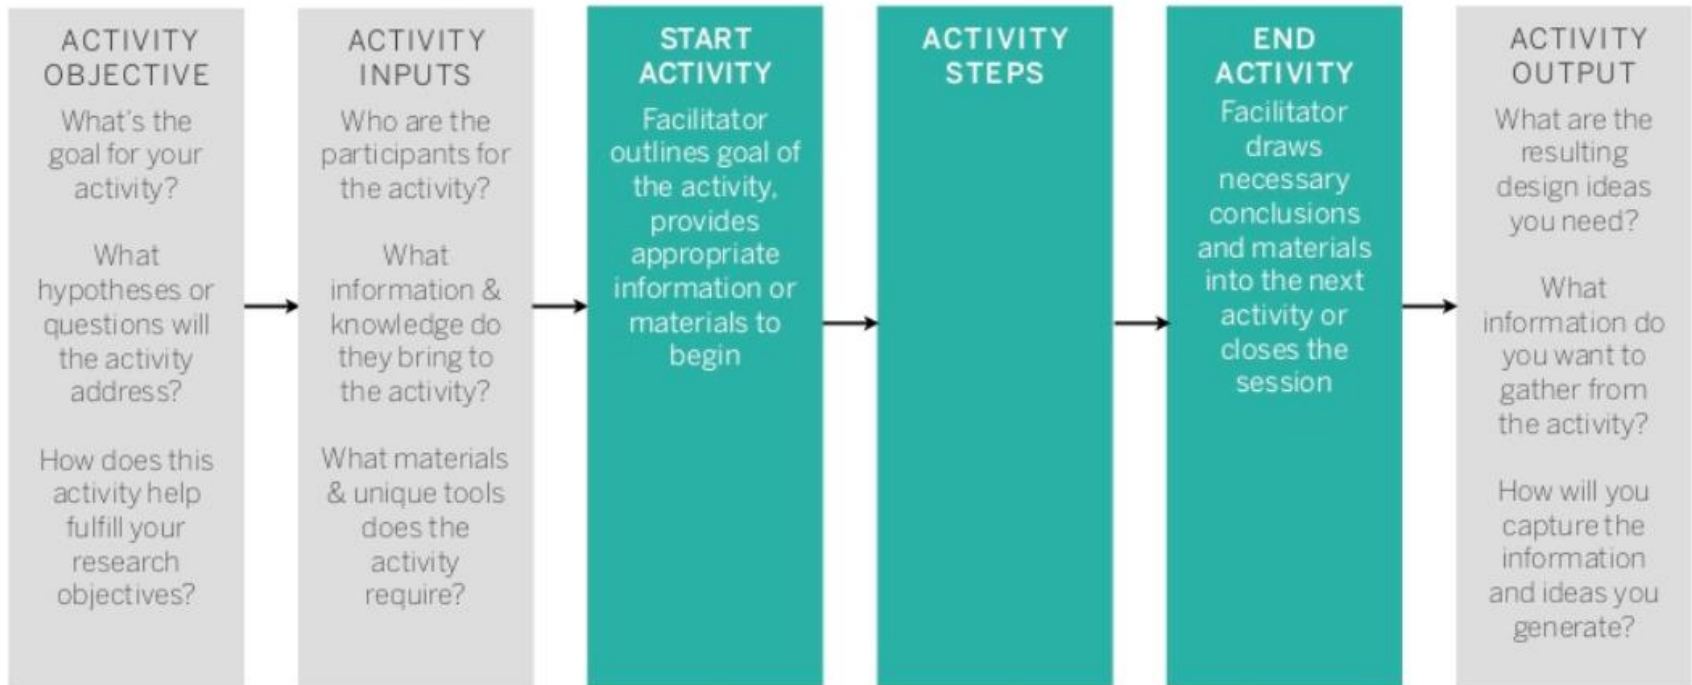 ACTIVITY
OBJECTIVE
What's the
goal for your
activity?
What
hypotheses or
questions will
the activity
address?
How does this
activity help
fulfill your
research
objectives?
ACTIVITY
INPUTS
Who are the
participants for
the activity?
What
information &
knowledge do
they bring to
the activity?
What materials
& unique tools
does the
activity
require?
START
ACTIVITY
Facilitator
outlines goal of
the activity,
provides
appropriate
information or
materials to
begin
ACTIVITY
STEPS
END
ACTIVITY
Facilitator
draws
necessary
conclusions
and materials
into the next
activity or
closes the
session
ACTIVITY
OUTPUT
What are the
resulting
design ideas
you need?
What
information do
you want to
gather from
the activity?
How will you
capture the
information
and ideas you
generate?